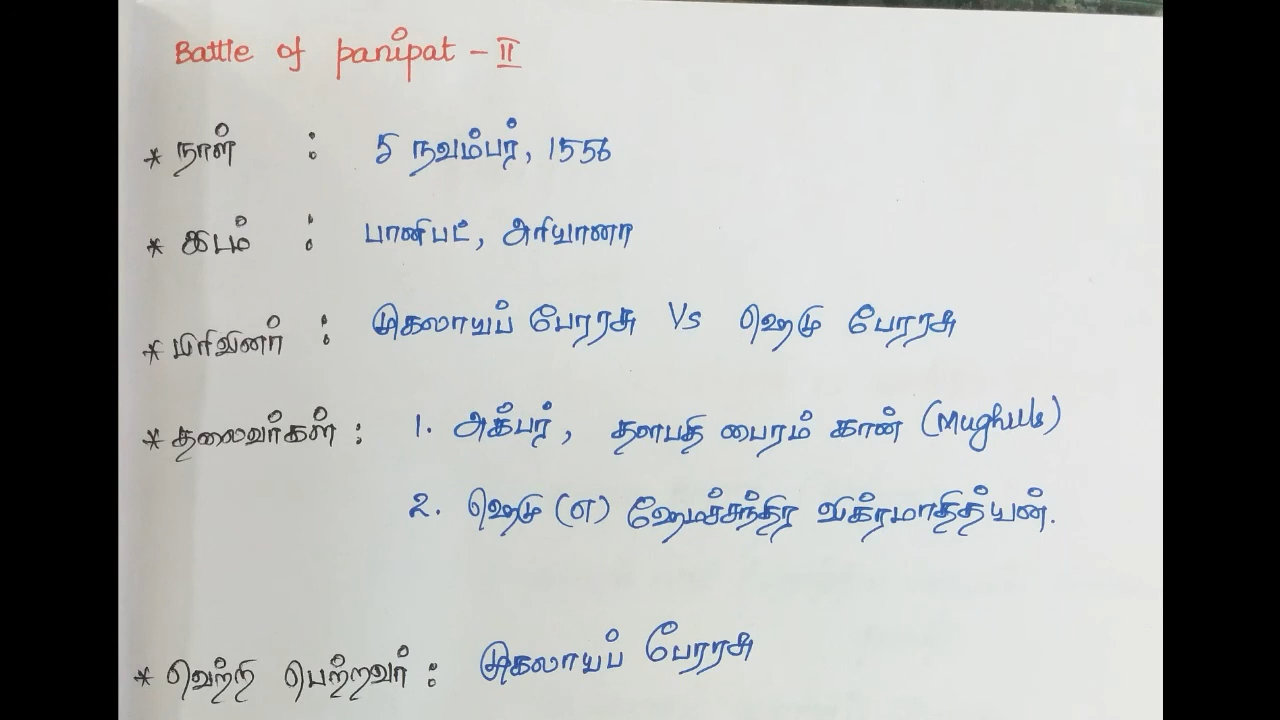 Battle of panipat - II
* நாள் : 5 நவம்பர், 1556
* இடம் : பானிபட், அரியானா
* பிரிவினர் : முகலாயப் பேரரசு Vs ஹெமு பேரரசு
* தலைவர்கள் : 1. அக்பர், தளபதி பைரம் கான் (Mughuls)
2. ஹெமு (எ) ஹேமச்சந்திர விக்ரமாதித்யன்.
* வெற்றி பெற்றவர் : முகலாயப் பேரரசு